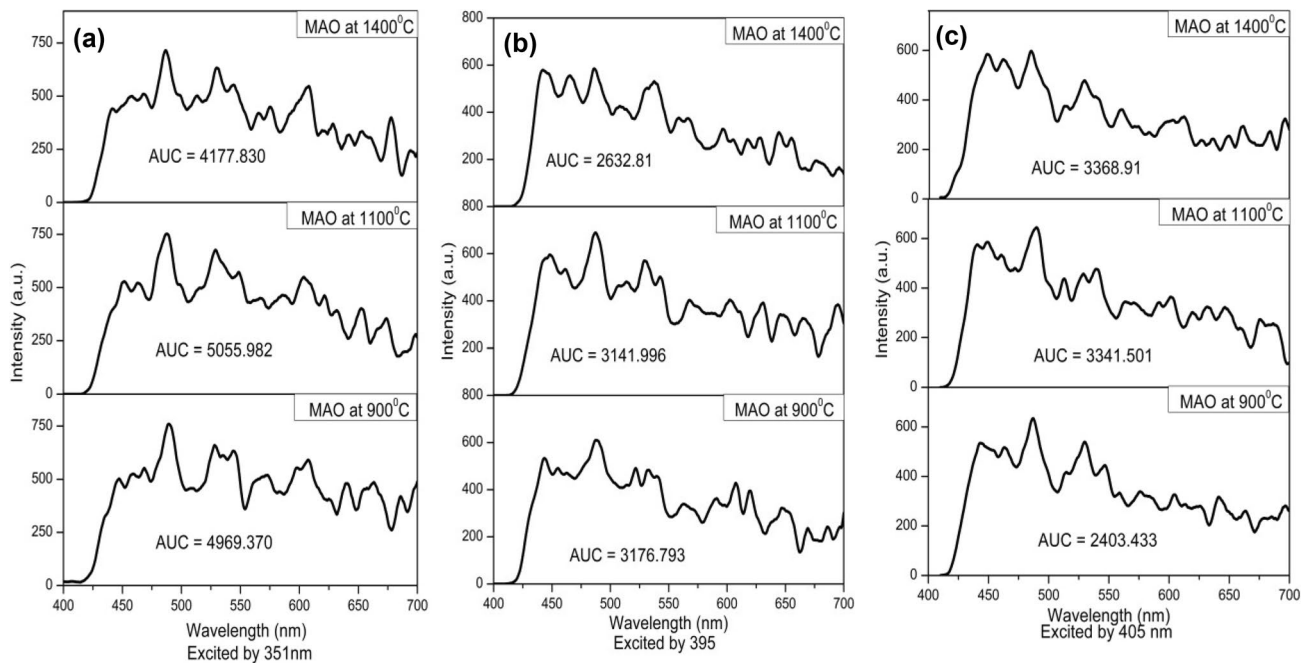 (a)
MAO at 1400⁰C
750
500
250
0
AUC = 4177.830
MAO at 1100⁰C
750
500
250
0
AUC = 5055.982
MAO at 900⁰C
750
500
250
0
AUC = 4969.370
Intensity (a.u.)
400 450 500 550 600 650 700
Wavelength (nm)
Excited by 351nm
(b)
MAO at 1400⁰C
800
600
400
200
AUC = 2632.81
MAO at 1100⁰C
800
600
400
200
AUC = 3141.996
MAO at 900⁰C
800
600
400
200
0
AUC = 3176.793
Intensity (a.u.)
400 450 500 550 600 650 700
Wavelength (nm)
Excited by 395
(c)
MAO at 1400⁰C
600
400
200
0
AUC = 3368.91
MAO at 1100⁰C
600
400
200
0
AUC = 3341.501
MAO at 900⁰C
600
400
200
0
AUC = 2403.433
Intensity (a.u.)
400 450 500 550 600 650 700
Wavelength (nm)
Excited by 405 nm